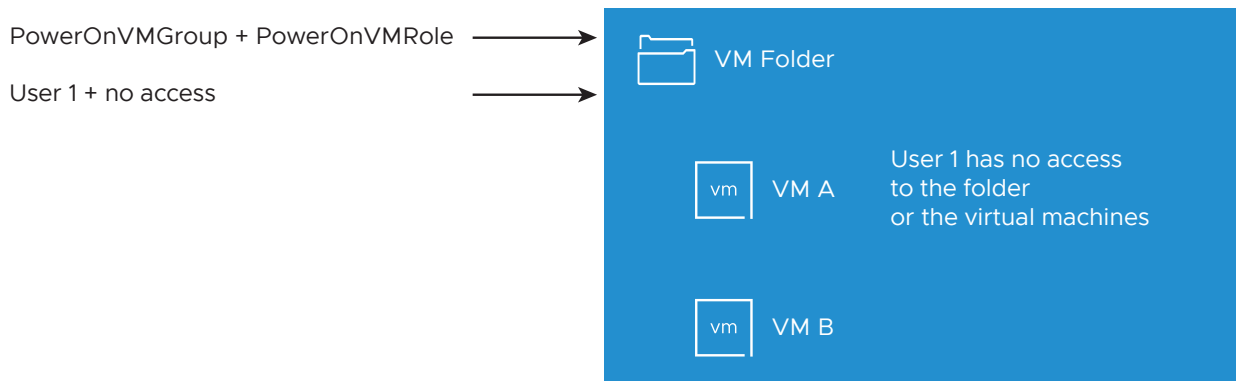 PowerOnVMGroup + PowerOnVMRole
User 1 + no access
VM Folder
vm
VM A
User 1 has no access
to the folder
or the virtual machines
vm
VM B